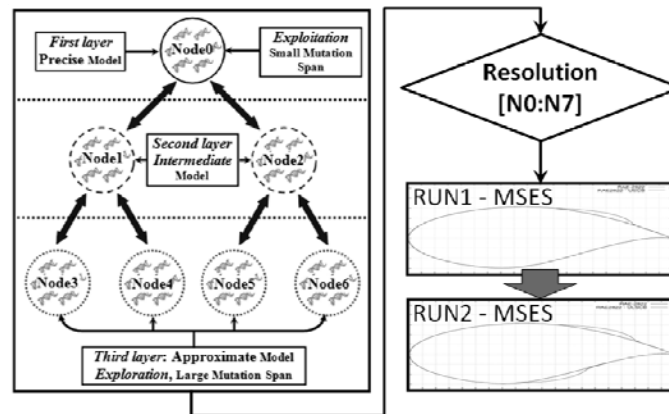 First layer
Precise Model
Node0
Exploitation
Small Mutation
Span
Node1
Second layer
Intermediate
Model
Node2
Node3
Node4
Node5
Node6
Third layer: Approximate Model
Exploration, Large Mutation Span
Resolution
[N0:N7]
RUN1 - MSES
RUN2 - MSES